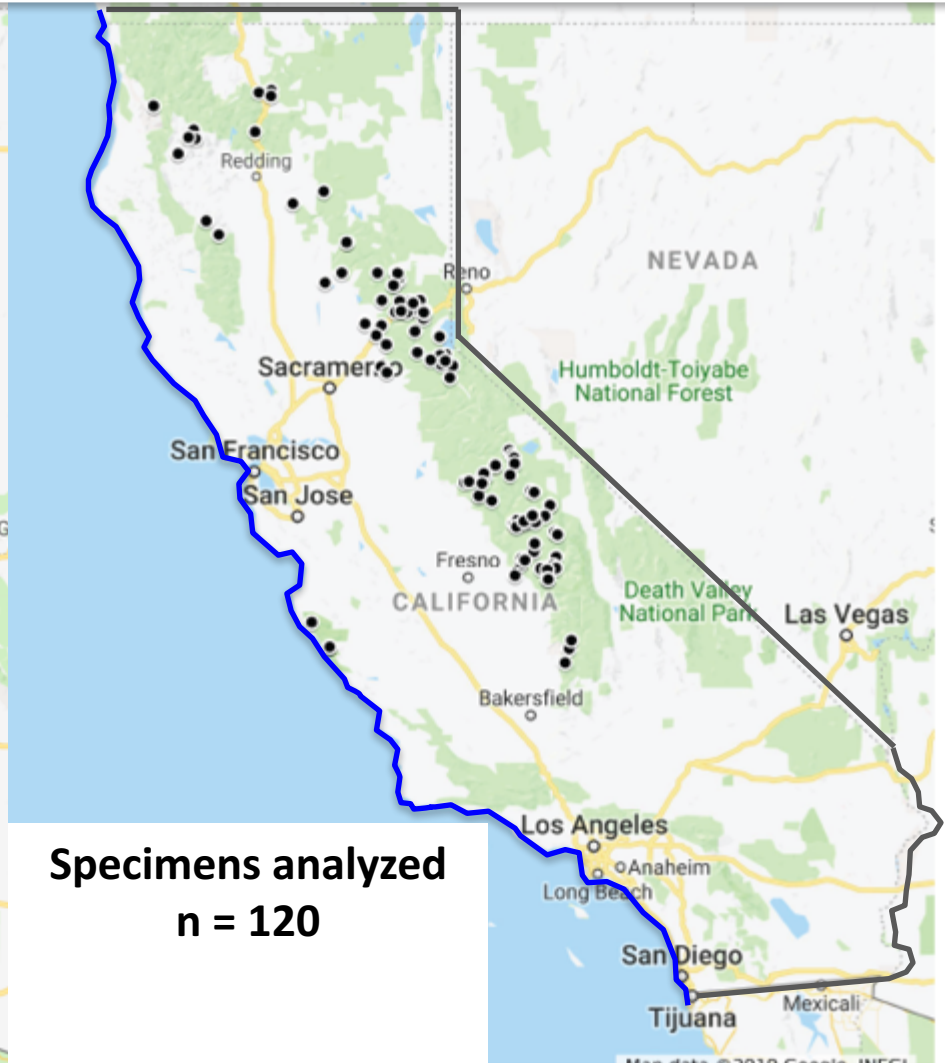 Redding
Reno
NEVADA
Sacramen
Humboldt-Toiyabe
National Forest
San Francisco
San Jose
Fresno
CALIFORNIA
Death Valley
National Park
Las Vegas
Bakersfield
Los Angeles
Anaheim
Long Beach
Specimens analyzed
n = 120
San Diego
Mexicali
Tijuana